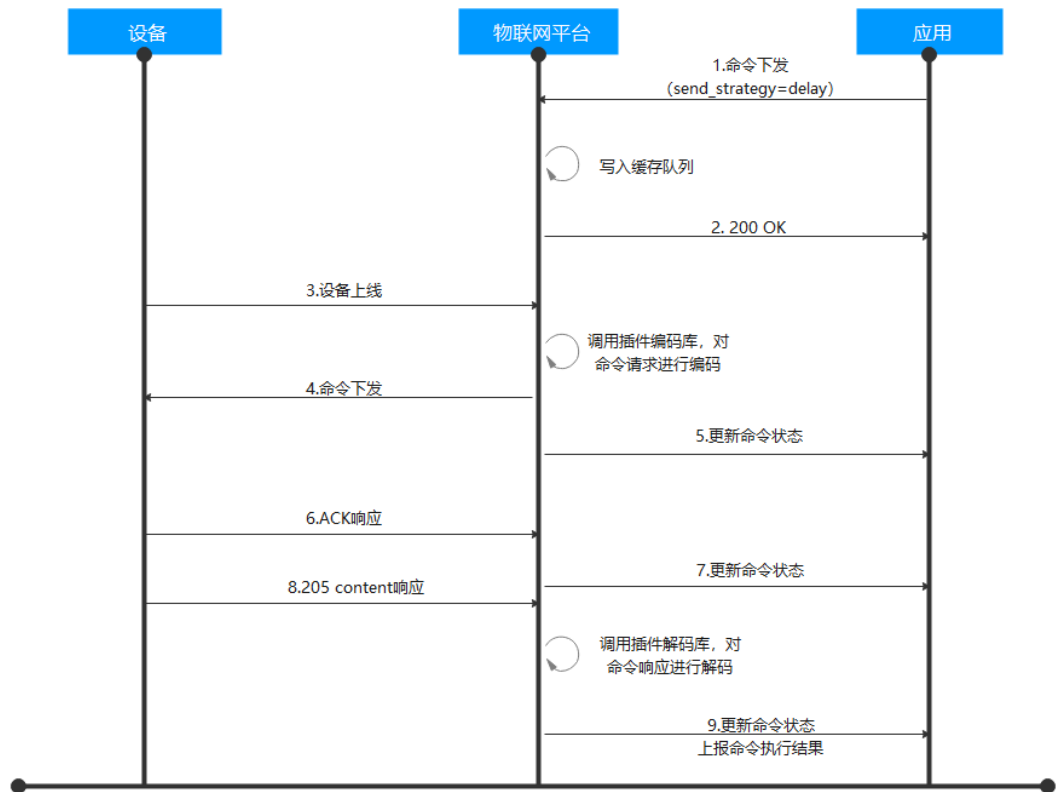 设备
物联网平台
应用
1.命令下发
（send_strategy=delay）
写入缓存队列
2. 200 OK
3.设备上线
调用插件编码库，对
命令请求进行编码
4.命令下发
5.更新命令状态
6.ACK响应
7.更新命令状态
8.205 content响应
调用插件解码库，对
命令响应进行解码
9.更新命令状态
上报命令执行结果